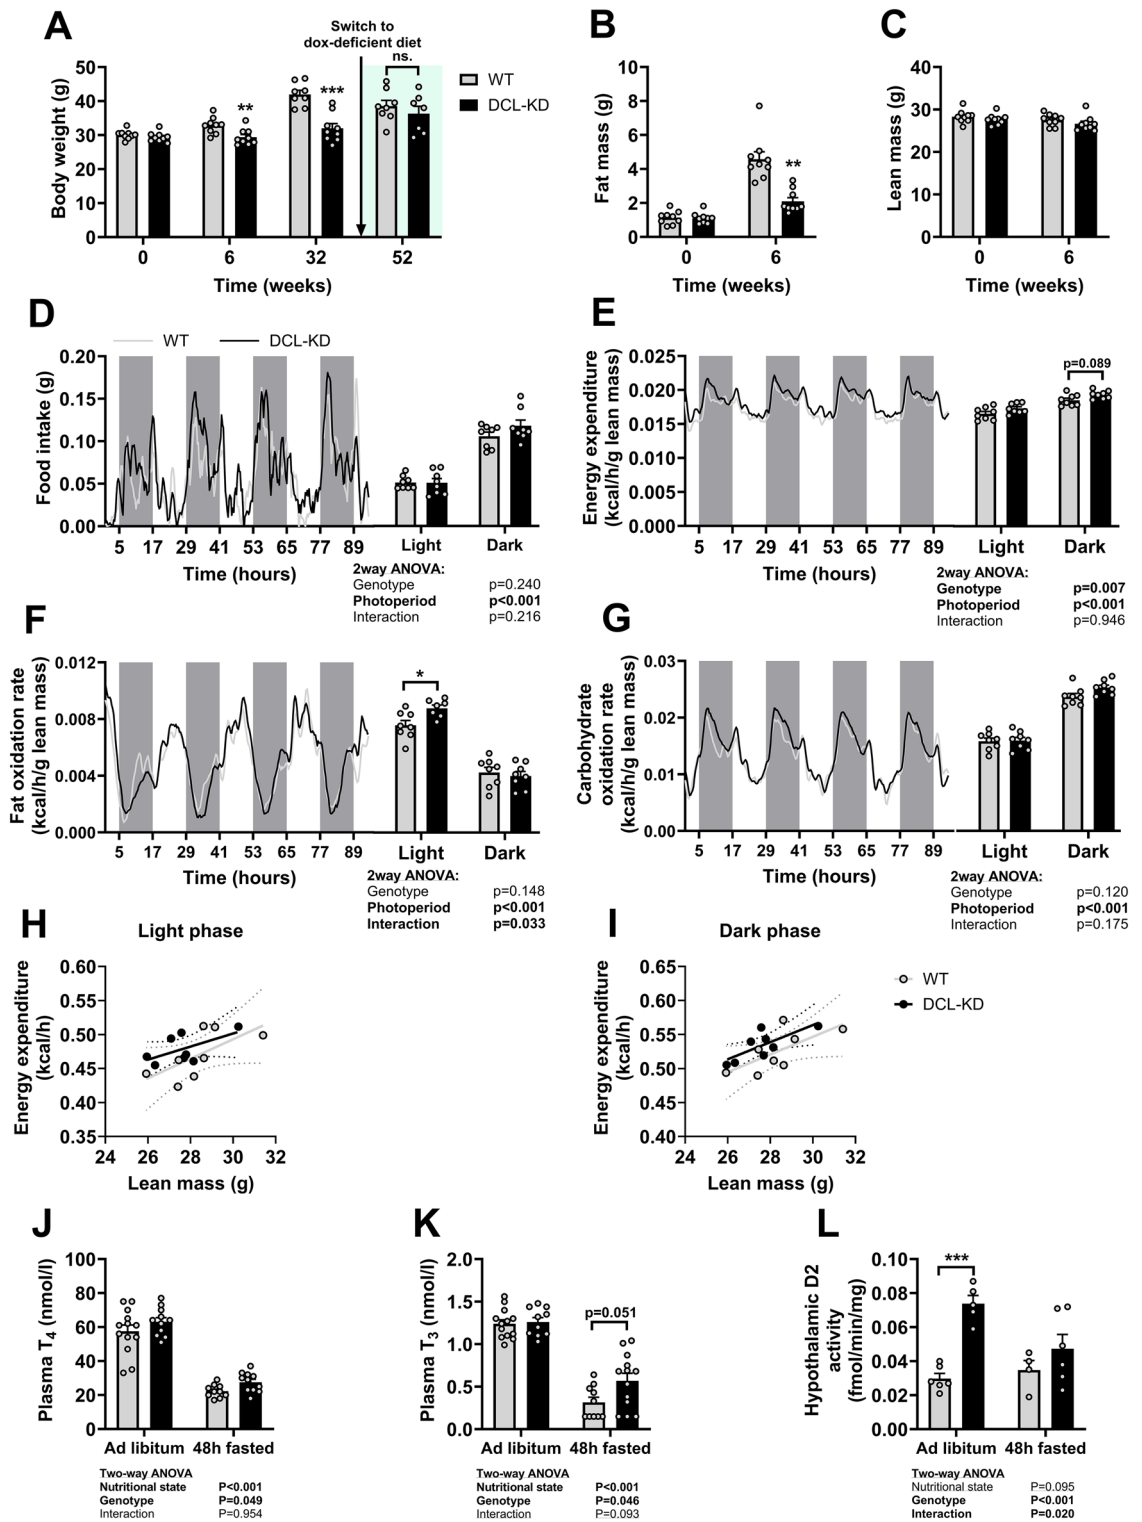 A
Switch to
dox-deficient diet
Body weight (g)
50
40
30
20
10
0
**
***
ns.
0 6 32 52
Time (weeks)
WT
DCL-KD
B
Fat mass (g)
10
8
6
4
2
0
**
0 6
Time (weeks)
C
Lean mass (g)
40
30
20
10
0
0 6
Time (weeks)
D
WT DCL-KD
Food intake (g)
0.20
0.15
0.10
0.05
0.00
5 17 29 41 53 65 77 89
Time (hours)
Light Dark
2way ANOVA:
Genotype p=0.240
Photoperiod p<0.001
Interaction p=0.216
E
Energy expenditure
(kcal/h/g lean mass)
0.025
0.020
0.015
0.010
0.005
0.000
p=0.089
5 17 29 41 53 65 77 89
Time (hours)
Light Dark
2way ANOVA:
Genotype p=0.007
Photoperiod p<0.001
Interaction p=0.946
F
Fat oxidation rate
(kcal/h/g lean mass)
0.012
0.008
0.004
0.000
*
5 17 29 41 53 65 77 89
Time (hours)
Light Dark
2way ANOVA:
Genotype p=0.148
Photoperiod p<0.001
Interaction p=0.033
G
Carbohydrate
oxidation rate
(kcal/h/g lean mass)
0.03
0.02
0.01
0.00
5 17 29 41 53 65 77 89
Time (hours)
Light Dark
2way ANOVA:
Genotype p=0.120
Photoperiod p<0.001
Interaction p=0.175
H
Light phase
Energy expenditure
(kcal/h)
0.60
0.55
0.50
0.45
0.40
0.35
24 26 28 30 32
Lean mass (g)
I
Dark phase
Energy expenditure
(kcal/h)
0.65
0.60
0.55
0.50
0.45
0.40
24 26 28 30 32
Lean mass (g)
WT
DCL-KD
J
Plasma T4 (nmol/l)
100
80
60
40
20
0
Ad libitum 48h fasted
Two-way ANOVA
Nutritional state P<0.001
Genotype P=0.049
Interaction P=0.954
K
Plasma T3 (nmol/l)
2.0
1.5
1.0
0.5
0.0
p=0.051
Ad libitum 48h fasted
Two-way ANOVA
Nutritional state P<0.001
Genotype P=0.046
Interaction P=0.093
L
Hypothalamic D2
activity
(fmol/min/mg)
0.10
0.08
0.06
0.04
0.02
0.00
***
Ad libitum 48h fasted
Two-way ANOVA
Nutritional state P=0.095
Genotype P<0.001
Interaction P=0.020